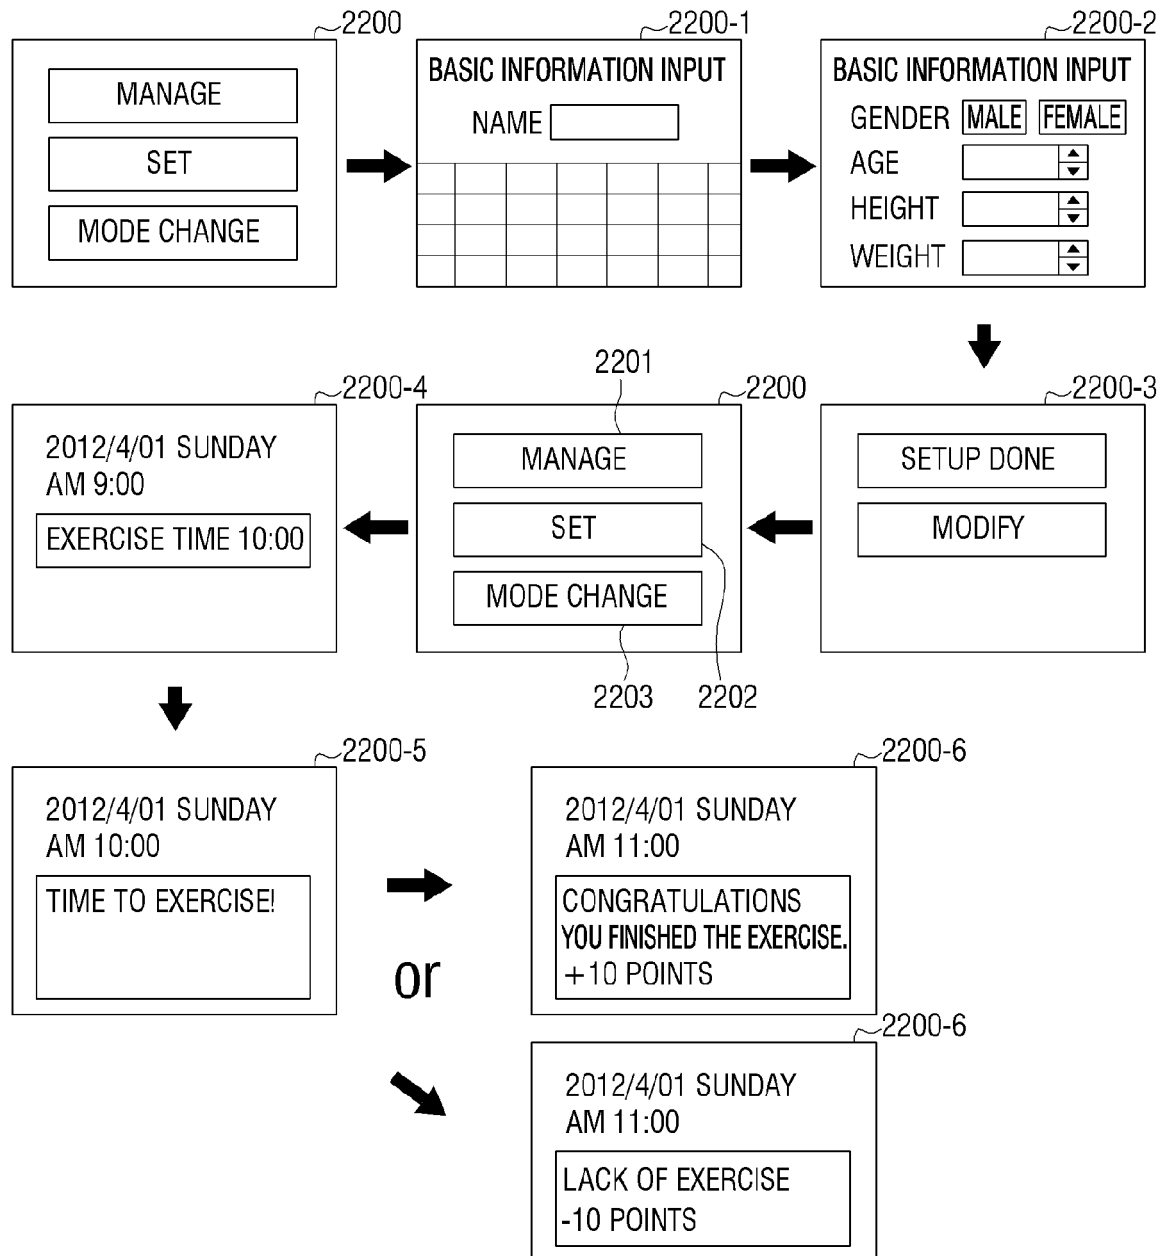 2200
MANAGE
SET
MODE CHANGE
2200-1
BASIC INFORMATION INPUT
NAME
2200-2
BASIC INFORMATION INPUT
GENDER MALE FEMALE
AGE
HEIGHT
WEIGHT
2200-4
2012/4/01 SUNDAY
AM 9:00
EXERCISE TIME 10:00
2201
2200
MANAGE
SET
MODE CHANGE
2203
2202
2200-3
SETUP DONE
MODIFY
2200-5
2012/4/01 SUNDAY
AM 10:00
TIME TO EXERCISE!
or
2200-6
2012/4/01 SUNDAY
AM 11:00
CONGRATULATIONS
YOU FINISHED THE EXERCISE.
+10 POINTS
2200-6
2012/4/01 SUNDAY
AM 11:00
LACK OF EXERCISE
-10 POINTS